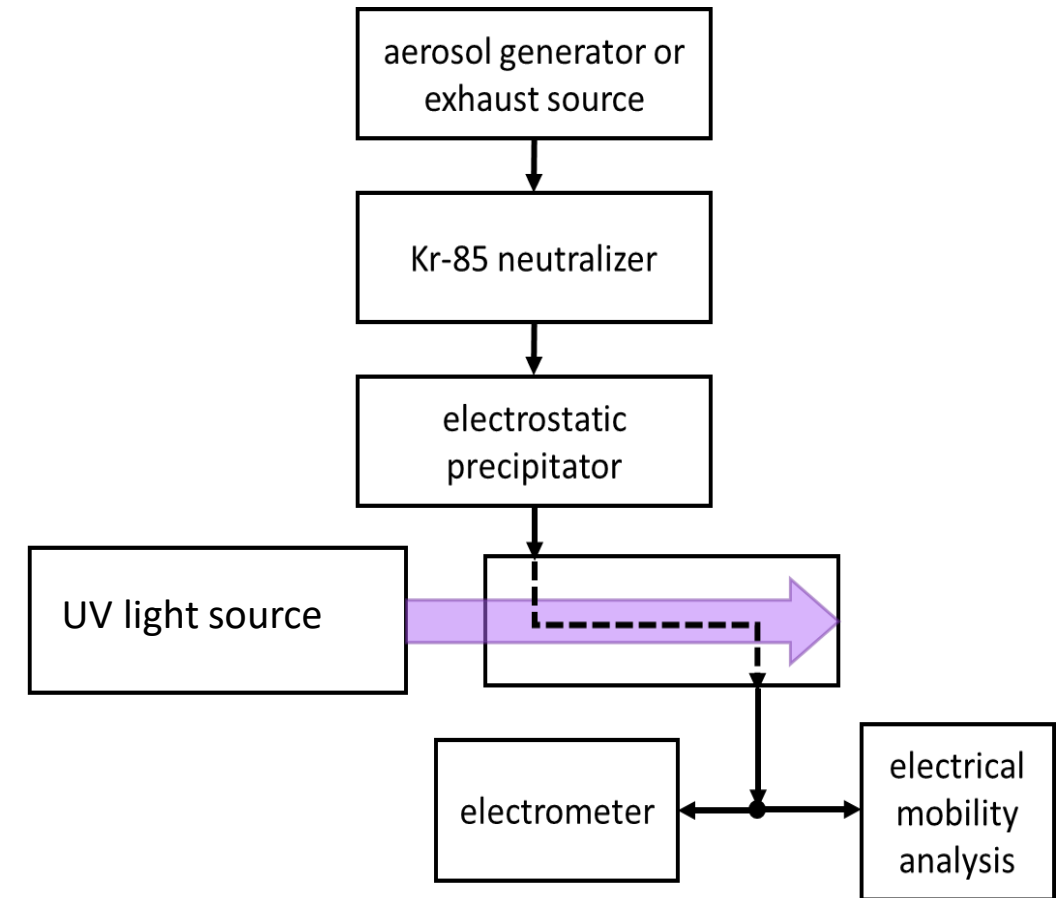 aerosol generator or
exhaust source
Kr-85 neutralizer
electrostatic
precipitator
UV light source
electrometer
electrical
mobility
analysis